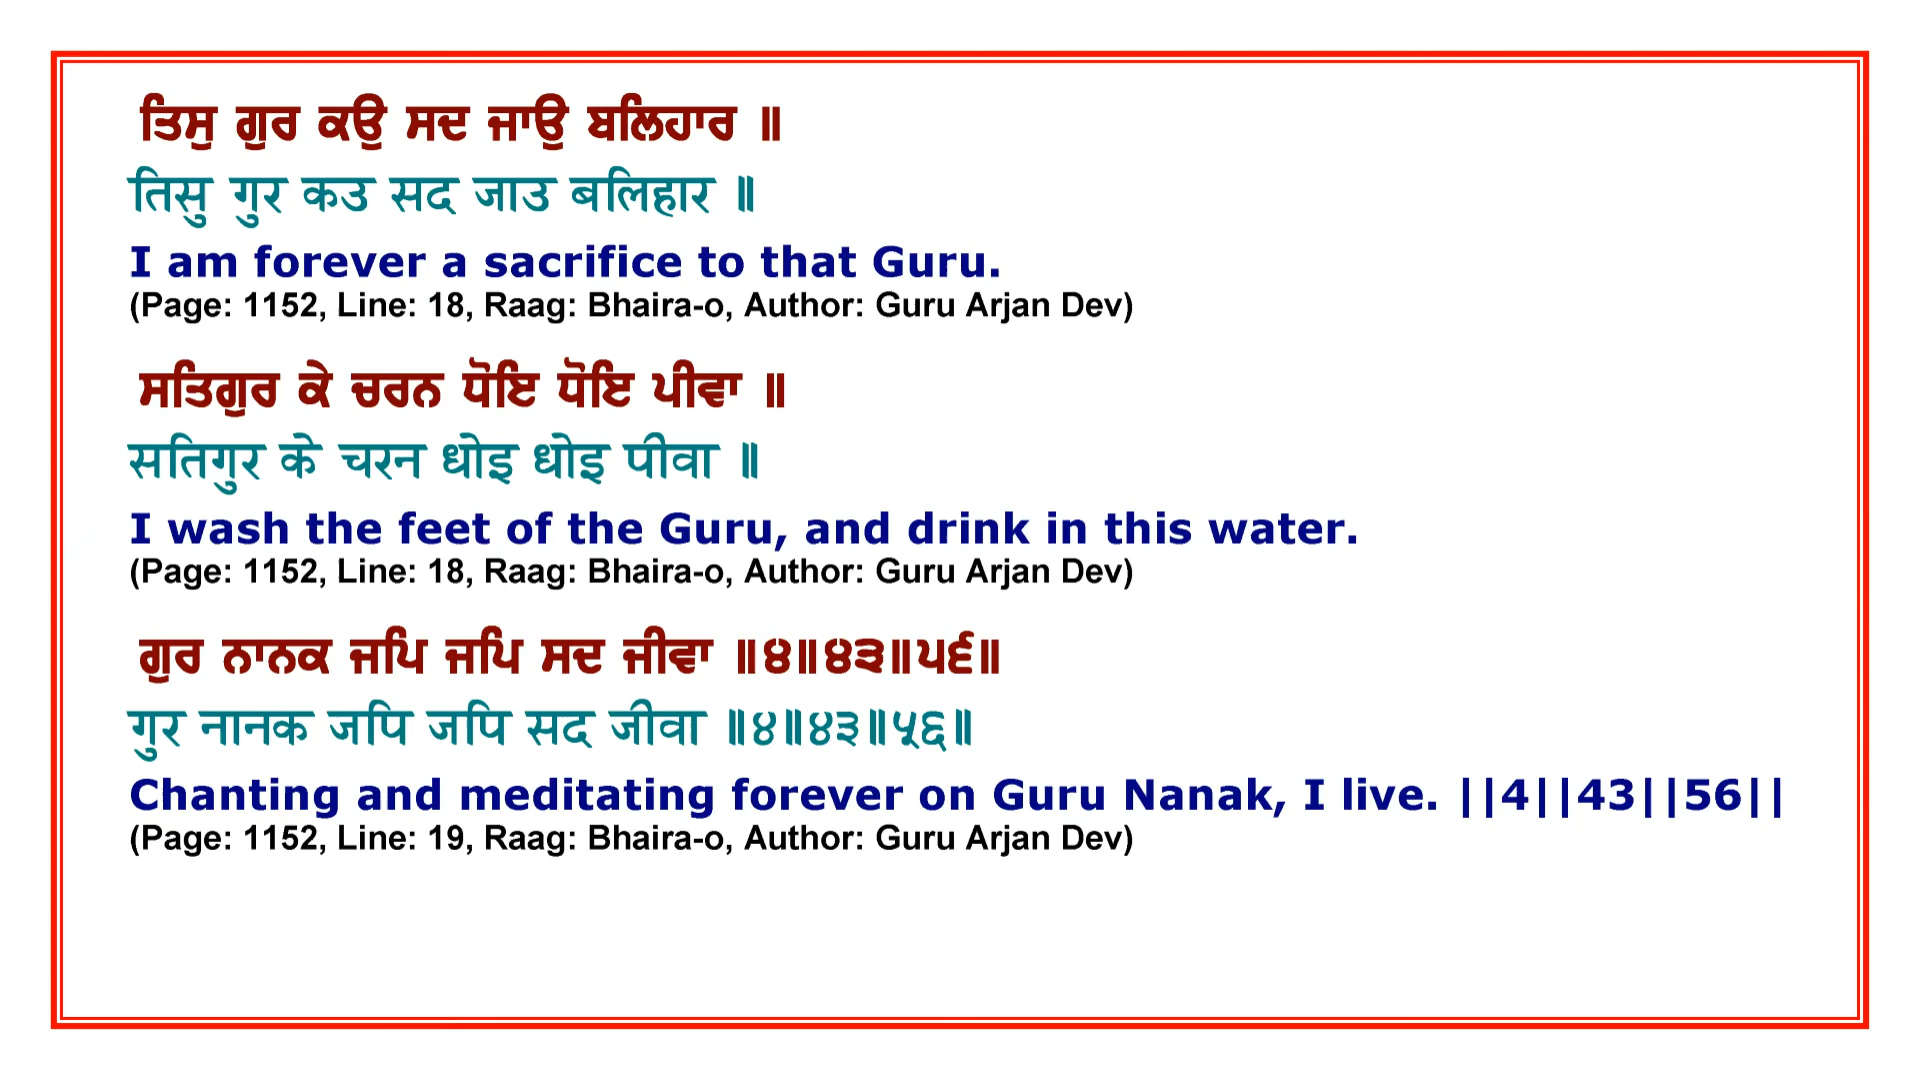 ਤਿਸੁ ਗੁਰ ਕਉ ਸਦ ਜਾਉ ਬਲਿਹਾਰ ॥
तिसु गुर कउ सद जाउ बलिहार ॥
I am forever a sacrifice to that Guru.
(Page: 1152, Line: 18, Raag: Bhaira-o, Author: Guru Arjan Dev)
ਸਤਿਗੁਰ ਕੇ ਚਰਨ ਧੋਇ ਧੋਇ ਪੀਵਾ ॥
सतिगुर के चरन धोइ धोइ पीवा ॥
I wash the feet of the Guru, and drink in this water.
(Page: 1152, Line: 18, Raag: Bhaira-o, Author: Guru Arjan Dev)
ਗੁਰ ਨਾਨਕ ਜਪਿ ਜਪਿ ਸਦ ਜੀਵਾ ॥੪॥੪੩॥੫੬॥
गुर नानक जपि जपि सद जीवा ॥४॥४३॥५६॥
Chanting and meditating forever on Guru Nanak, I live. ||4||43||56||
(Page: 1152, Line: 19, Raag: Bhaira-o, Author: Guru Arjan Dev)